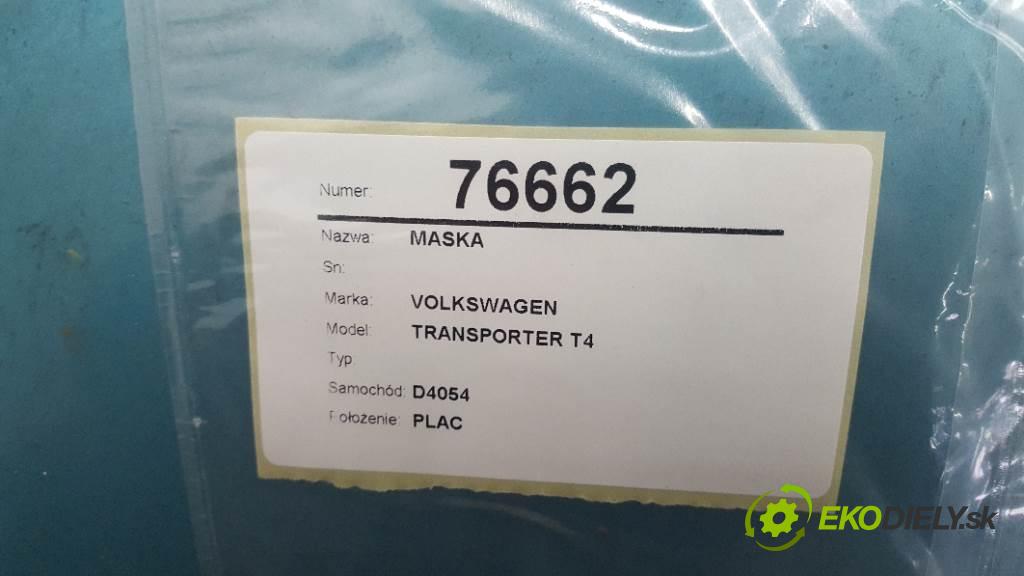 Numer: 76662
Nazwa: MASKA
Sn:
Marka: VOLKSWAGEN
Model: TRANSPORTER T4
Typ
Samochód: D4054
Położenie: PLAC
EKODIELY.sk